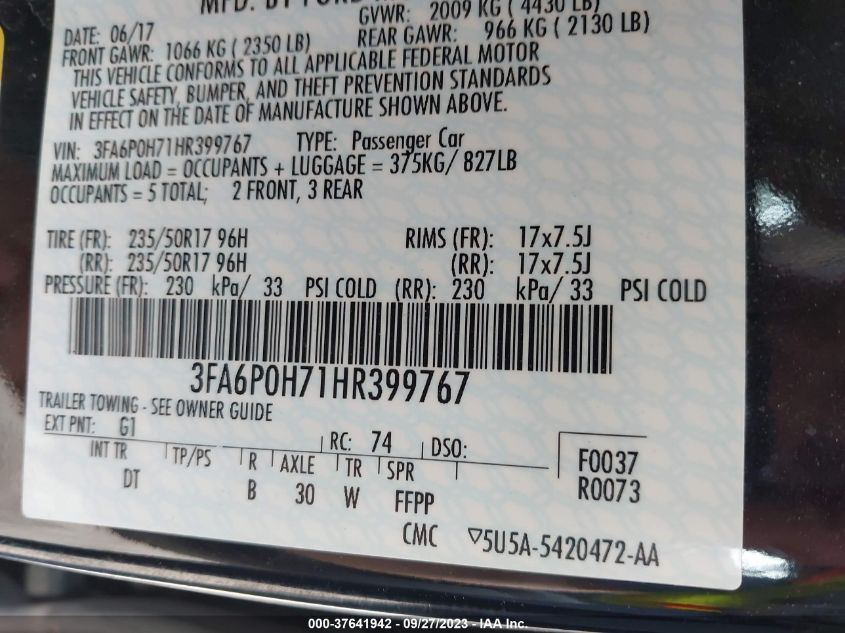 MFD. BY FORD
GVWR: 2009 KG ( 4430 LB)
DATE: 06/17
FRONT GAWR: 1066 KG ( 2350 LB) REAR GAWR: 966 KG ( 2130 LB)
THIS VEHICLE CONFORMS TO ALL APPLICABLE FEDERAL MOTOR
VEHICLE SAFETY, BUMPER, AND THEFT PREVENTION STANDARDS
IN EFFECT ON THE DATE OF MANUFACTURE SHOWN ABOVE.
VIN: 3FA6P0H71HR399767 TYPE: Passenger Car
MAXIMUM LOAD = OCCUPANTS + LUGGAGE = 375KG/ 827LB
OCCUPANTS = 5 TOTAL; 2 FRONT, 3 REAR
TIRE (FR): 235/50R17 96H RIMS (FR): 17x7.5J
(RR): 235/50R17 96H (RR): 17x7.5J
PRESSURE (FR): 230 kPa/ 33 PSI COLD (RR): 230 kPa/ 33 PSI COLD
3FA6P0H71HR399767
TRAILER TOWING - SEE OWNER GUIDE
EXT PNT: G1 RC: 74 DSO:
INT TR TP/PS R AXLE TR SPR F0037
DT B 30 W FFPP R0073
CMC ▽5U5A-5420472-AA
000-37641942 - 09/27/2023 - IAA Inc.